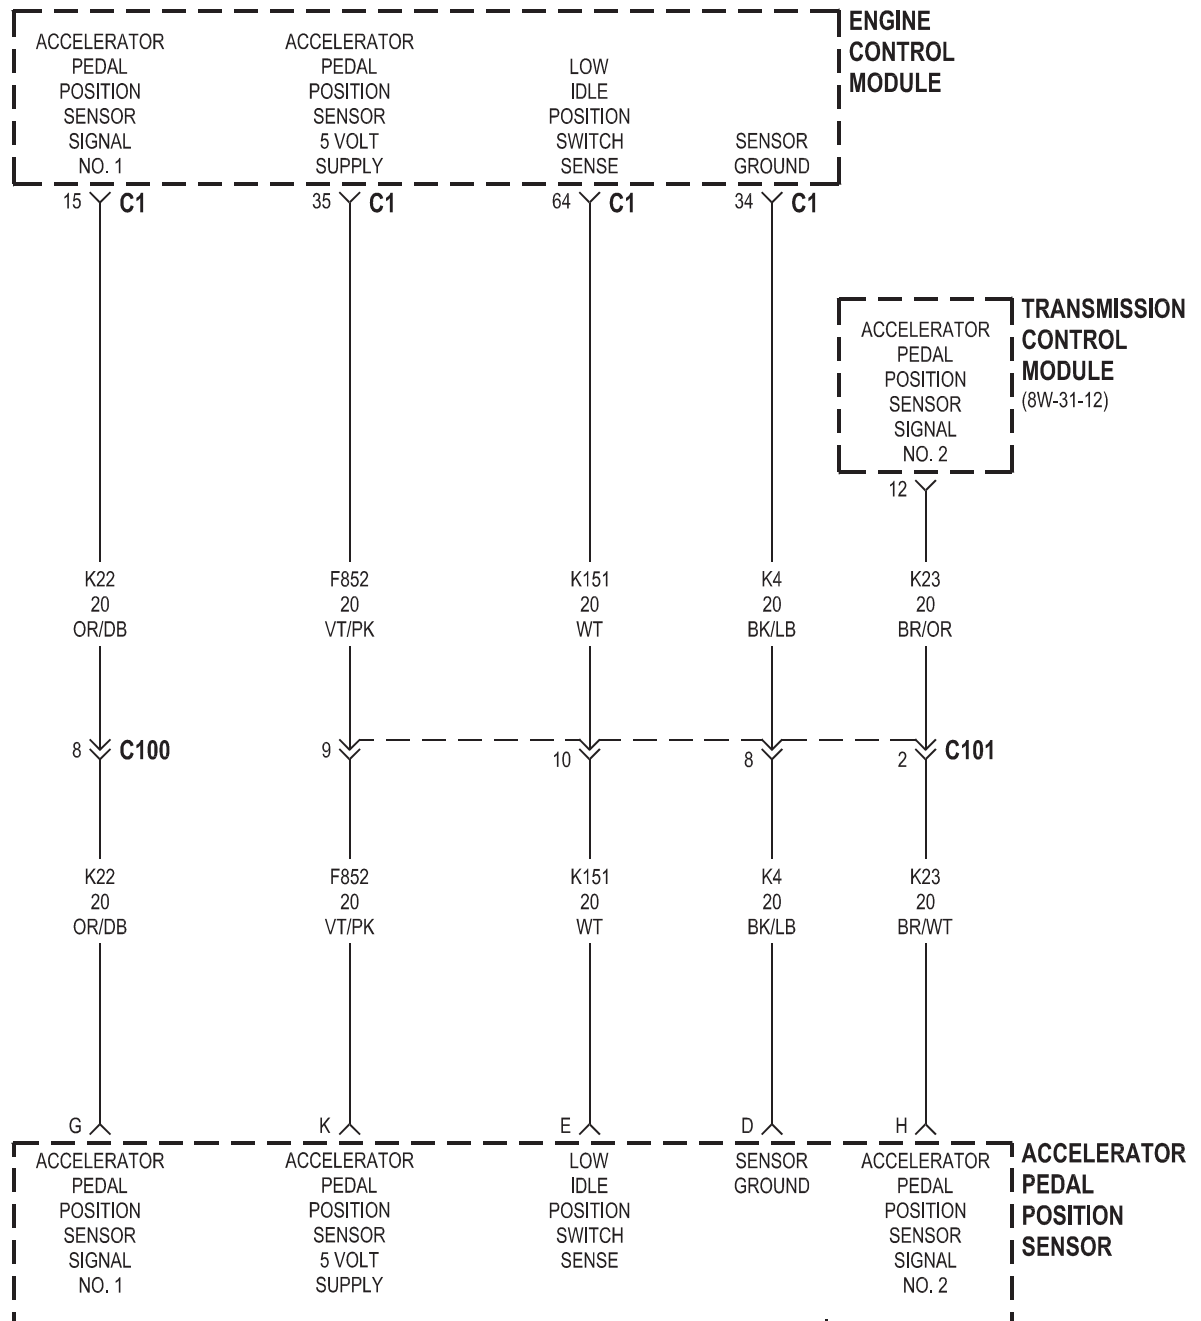 ENGINE
CONTROL
MODULE
ACCELERATOR
PEDAL
POSITION
SENSOR
SIGNAL
NO. 1
ACCELERATOR
PEDAL
POSITION
SENSOR
5 VOLT
SUPPLY
LOW
IDLE
POSITION
SWITCH
SENSE
SENSOR
GROUND
15 C1
35 C1
64 C1
34 C1
TRANSMISSION
CONTROL
MODULE
(8W-31-12)
ACCELERATOR
PEDAL
POSITION
SENSOR
SIGNAL
NO. 2
12
K22
20
OR/DB
F852
20
VT/PK
K151
20
WT
K4
20
BK/LB
K23
20
BR/OR
8 C100
9
10
8
2 C101
K22
20
OR/DB
F852
20
VT/PK
K151
20
WT
K4
20
BK/LB
K23
20
BR/WT
G
K
E
D
H
ACCELERATOR
PEDAL
POSITION
SENSOR
SIGNAL
NO. 1
ACCELERATOR
PEDAL
POSITION
SENSOR
5 VOLT
SUPPLY
LOW
IDLE
POSITION
SWITCH
SENSE
SENSOR
GROUND
ACCELERATOR
PEDAL
POSITION
SENSOR
SIGNAL
NO. 2
ACCELERATOR
PEDAL
POSITION
SENSOR